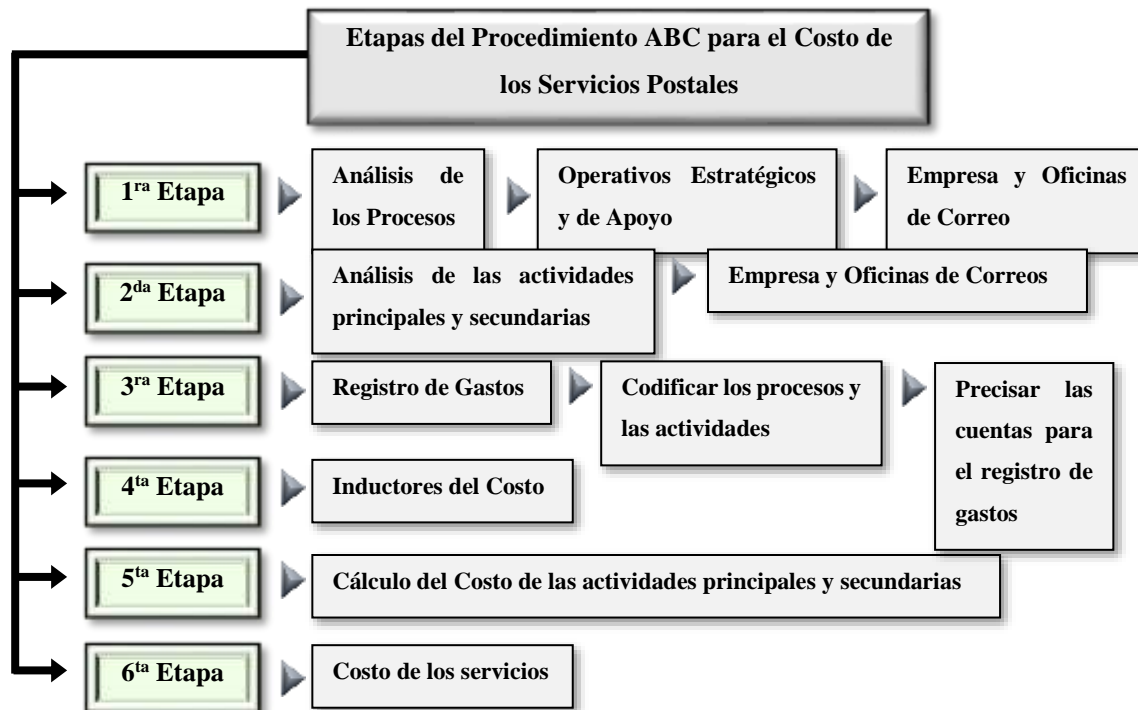 Etapas del Procedimiento ABC para el Costo de
los Servicios Postales
1ra Etapa
Análisis de
los Procesos
Operativos Estratégicos
y de Apoyo
Empresa y Oficinas
de Correo
2da Etapa
Análisis de las actividades
principales y secundarias
Empresa y Oficinas de Correos
3ra Etapa
Registro de Gastos
Codificar los procesos y
las actividades
Precisar las
cuentas para
el registro de
gastos
4ta Etapa
Inductores del Costo
5ta Etapa
Cálculo del Costo de las actividades principales y secundarias
6ta Etapa
Costo de los servicios